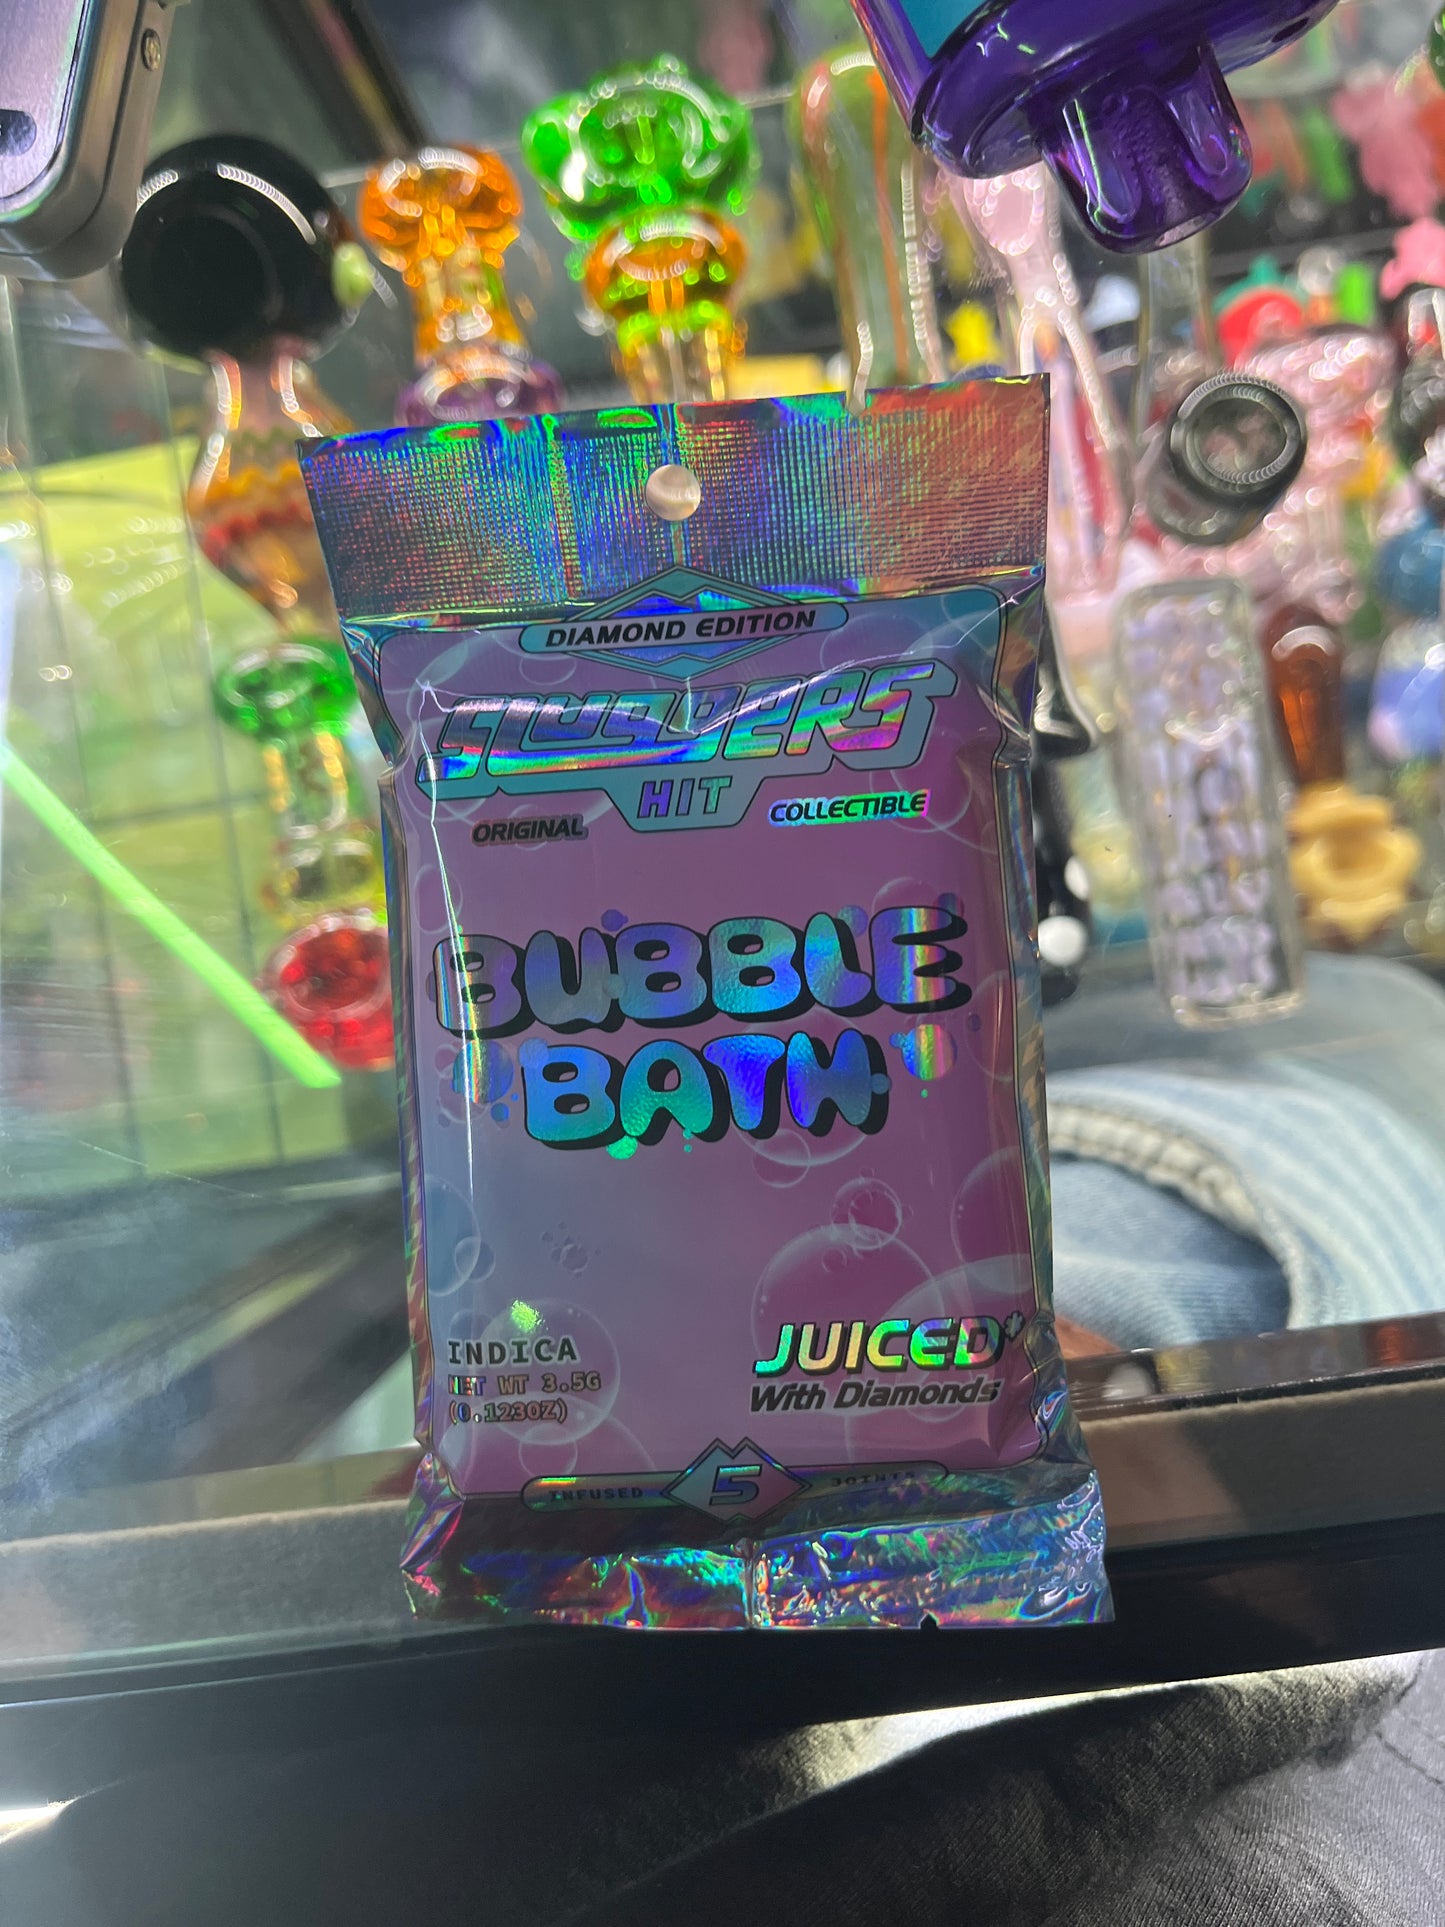 DIAMOND EDITION
SLUGGERS
HIT
ORIGINAL
COLLECTIBLE
BUBBLE
BATH
INDICA
NET WT 3.5G
(0.123OZ)
JUICED*
With Diamonds
INFUSED 5 JOINTS